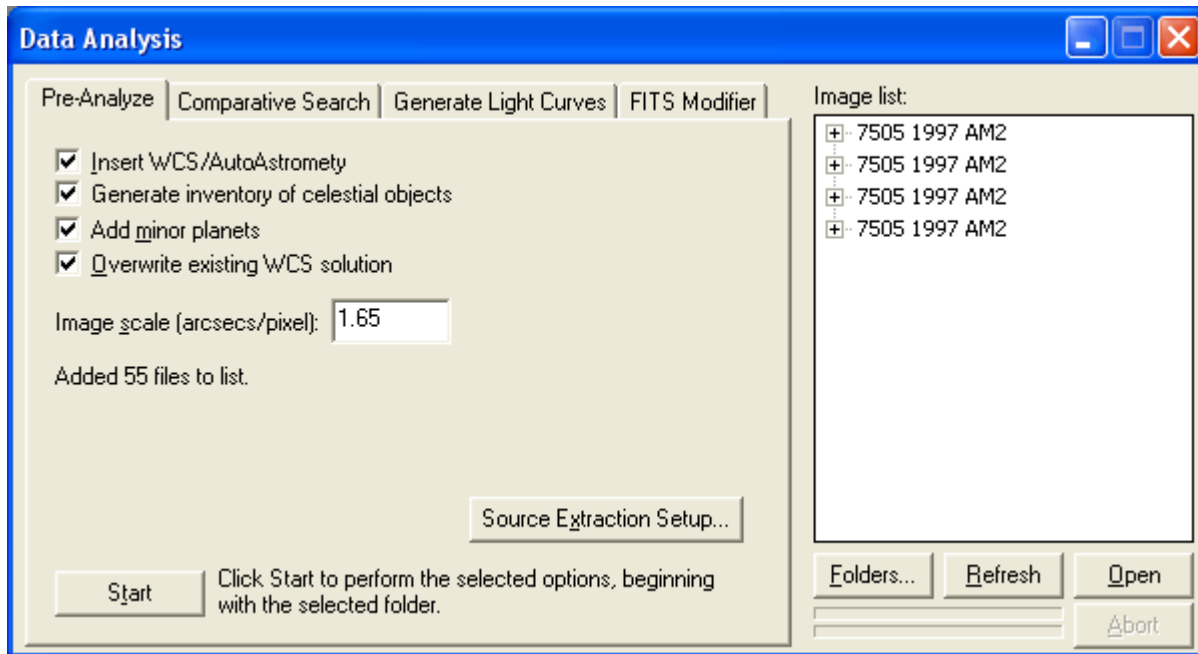 Data Analysis
Pre-Analyze
Comparative Search
Generate Light Curves
FITS Modifier
Insert WCS/AutoAstromety
Generate inventory of celestial objects
Add minor planets
Overwrite existing WCS solution
Image scale (arcsecs/pixel): 1.65
Added 55 files to list.
Source Extraction Setup...
Start
Click Start to perform the selected options, beginning
with the selected folder.
Image list:
7505 1997 AM2
7505 1997 AM2
7505 1997 AM2
7505 1997 AM2
Folders...
Refresh
Open
Abort